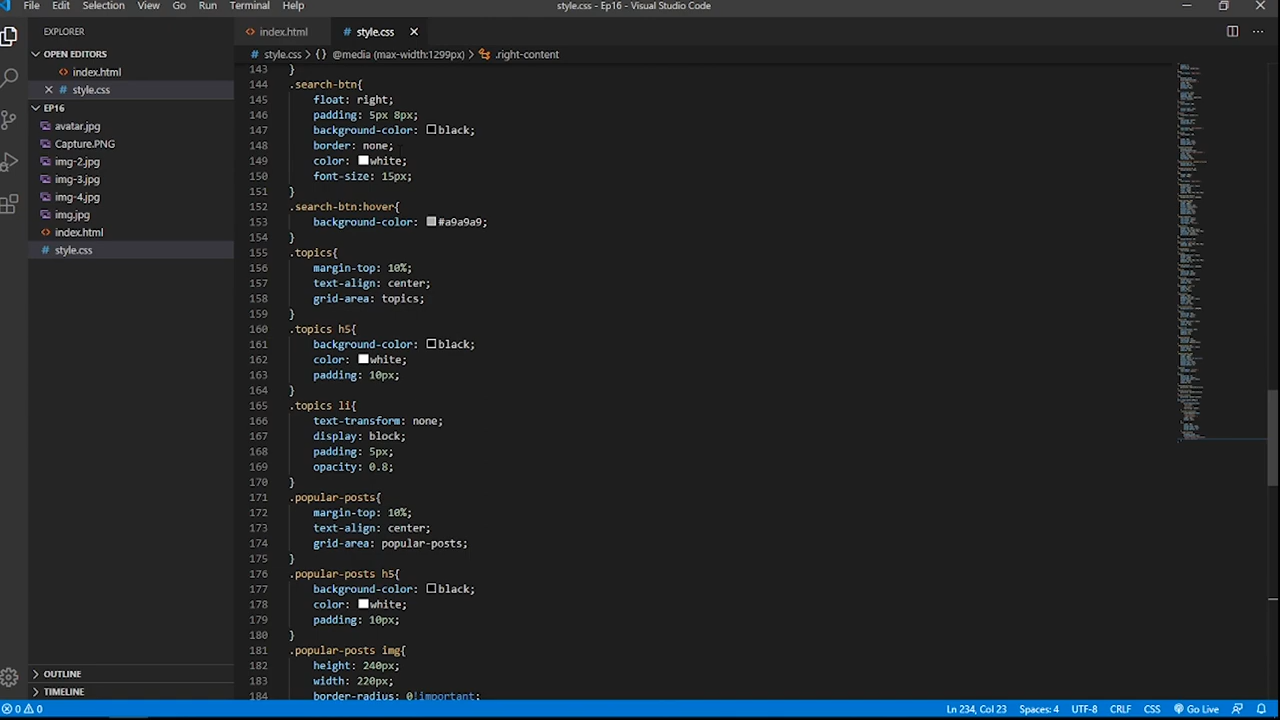 File Edit Selection View Go Run Terminal Help
style.css - Ep16 - Visual Studio Code
EXPLORER
OPEN EDITORS
index.html
style.css
EP16
avatar.jpg
Capture.PNG
img-2.jpg
img-3.jpg
img-4.jpg
img.jpg
index.html
style.css
OUTLINE
TIMELINE
index.html
style.css
style.css > {} @media (max-width:1299px) > .right-content
143 }
144 .search-btn{
145 float: right;
146 padding: 5px 8px;
147 background-color: black;
148 border: none;
149 color: white;
150 font-size: 15px;
151 }
152 .search-btn:hover{
153 background-color: #a9a9a9;
154 }
155 .topics{
156 margin-top: 10%;
157 text-align: center;
158 grid-area: topics;
159 }
160 .topics h5{
161 background-color: black;
162 color: white;
163 padding: 10px;
164 }
165 .topics li{
166 text-transform: none;
167 display: block;
168 padding: 5px;
169 opacity: 0.8;
170 }
171 .popular-posts{
172 margin-top: 10%;
173 text-align: center;
174 grid-area: popular-posts;
175 }
176 .popular-posts h5{
177 background-color: black;
178 color: white;
179 padding: 10px;
180 }
181 .popular-posts img{
182 height: 240px;
183 width: 220px;
184 border-radius: 0!important;
0 0
Ln 234, Col 23 Spaces: 4 UTF-8 CRLF CSS Go Live